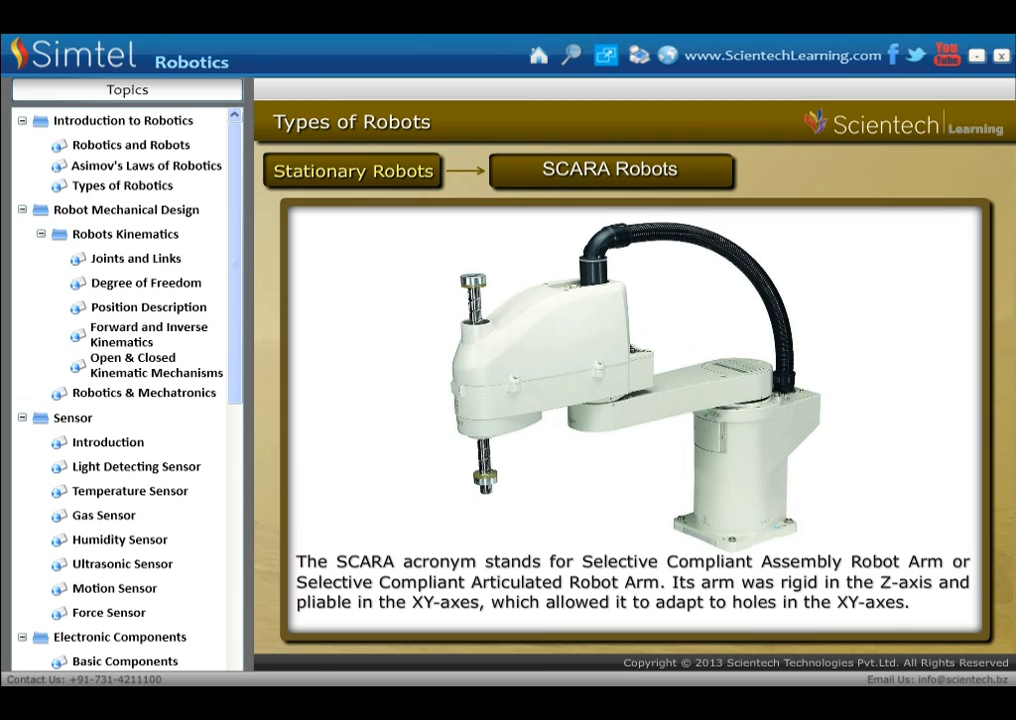 Simtel Robotics
www.ScientechLearning.com
f
You
Tube
-
x
Topics
Introduction to Robotics
Robotics and Robots
Asimov's Laws of Robotics
Types of Robotics
Robot Mechanical Design
Robots Kinematics
Joints and Links
Degree of Freedom
Position Description
Forward and Inverse
Kinematics
Open & Closed
Kinematic Mechanisms
Robotics & Mechatronics
Sensor
Introduction
Light Detecting Sensor
Temperature Sensor
Gas Sensor
Humidity Sensor
Ultrasonic Sensor
Motion Sensor
Force Sensor
Electronic Components
Basic Components
Types of Robots
Scientech Learning
Stationary Robots
SCARA Robots
The SCARA acronym stands for Selective Compliant Assembly Robot Arm or
Selective Compliant Articulated Robot Arm. Its arm was rigid in the Z-axis and
pliable in the XY-axes, which allowed it to adapt to holes in the XY-axes.
Copyright © 2013 Scientech Technologies Pvt.Ltd. All Rights Reserved
Contact Us: +91-731-4211100
Email Us: info@scientech.bz